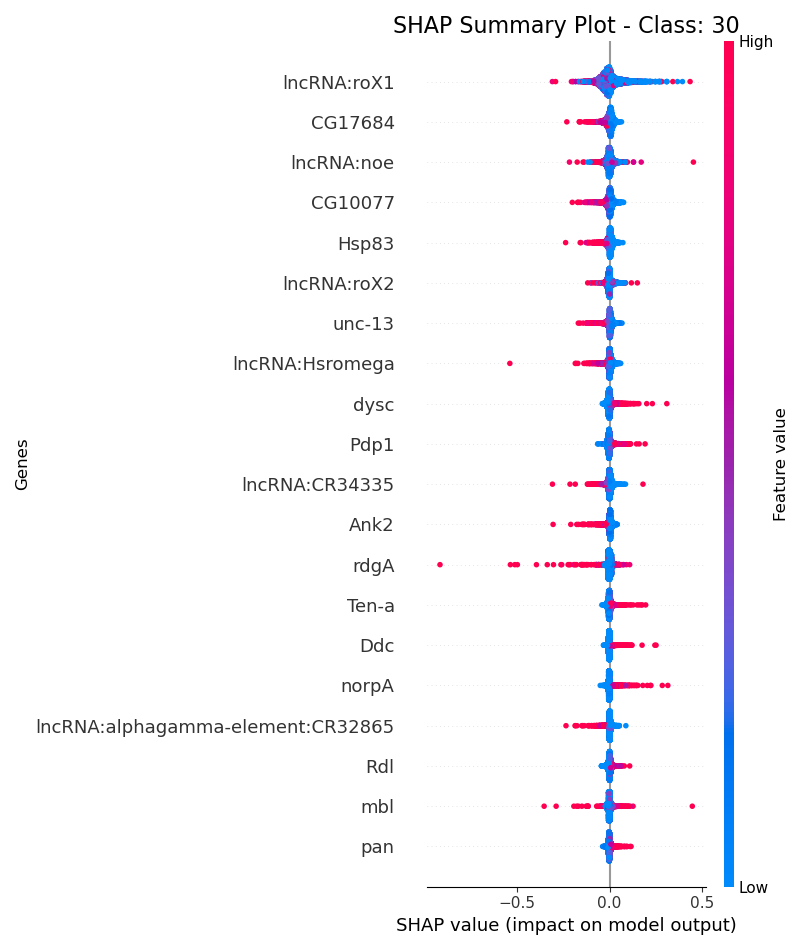 SHAP Summary Plot - Class: 30
High
lncRNA:roX1
CG17684
lncRNA:noe
CG10077
Hsp83
lncRNA:roX2
unc-13
lncRNA:Hsromega
dysc
Pdp1
lncRNA:CR34335
Ank2
rdgA
Ten-a
Ddc
norpA
lncRNA:alphagamma-element:CR32865
Rdl
mbl
pan
Genes
Feature value
Low
−0.5 0.0 0.5
SHAP value (impact on model output)